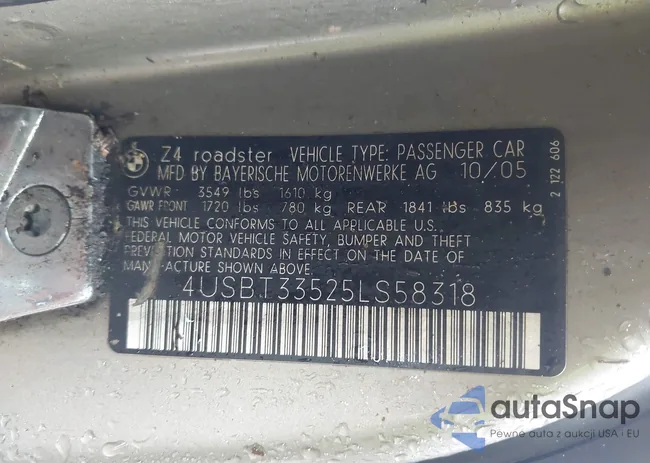 Z4 roadster VEHICLE TYPE: PASSENGER CAR
MFD BY BAYERISCHE MOTORENWERKE AG 10/05
GVWR 3549 lbs 1610 kg
GAWR FRONT 1720 lbs 780 kg REAR 1841 lbs 835 kg
THIS VEHICLE CONFORMS TO ALL APPLICABLE U.S.
FEDERAL MOTOR VEHICLE SAFETY, BUMPER AND THEFT
PREVENTION STANDARDS IN EFFECT ON THE DATE OF
MANUFACTURE SHOWN ABOVE.
4USBT33525LS58318
2 122 606
autaSnap
Pewne auta z aukcji USA i EU